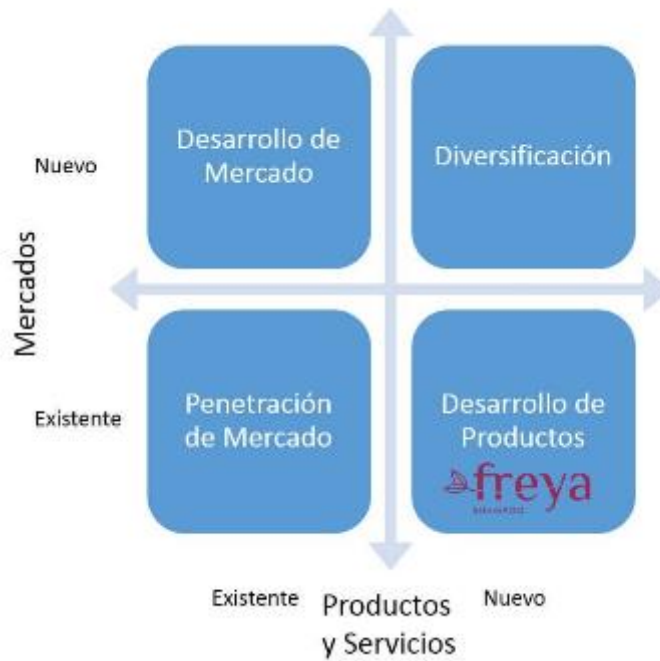 Desarrollo de
Mercado
Diversificación
Nuevo
Mercados
Penetración
de Mercado
Desarrollo de
Productos
freya
Existente
Existente
Productos
y Servicios
Nuevo